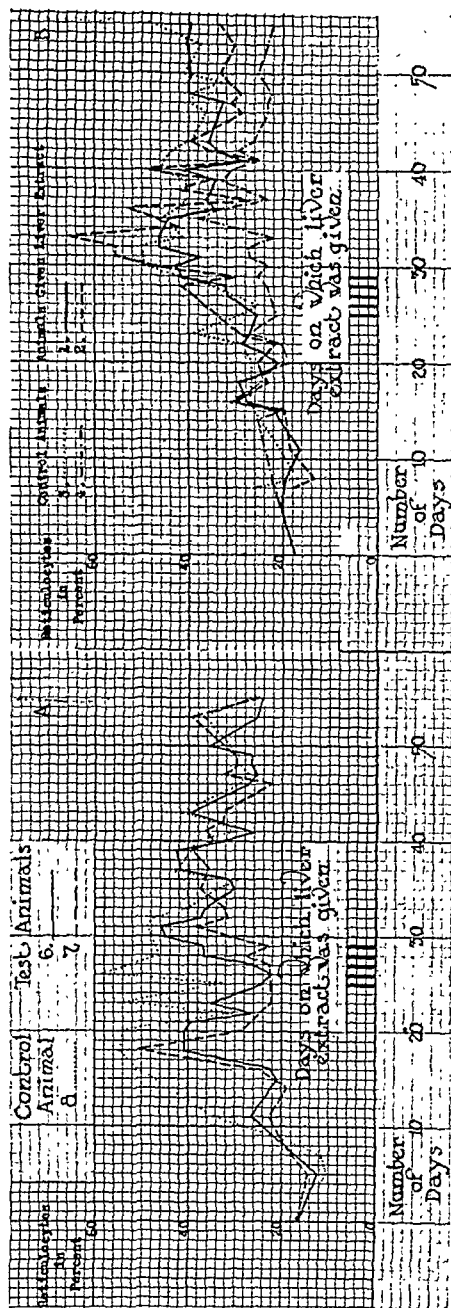 Reticulocytes
in
Percent
60
40
20
0
Control
Animal
8
Test Animals
6.
7
A
Days on which liver
extract was given
Number
of
Days
10
20
30
40
50
Reticulocytes
in
Percent
60
40
20
0
Control Animals
3.
4.
Animals Given Liver Extract
1.
2.
B
Days on which liver
extract was given.
Number
of
Days
10
20
30
40
70